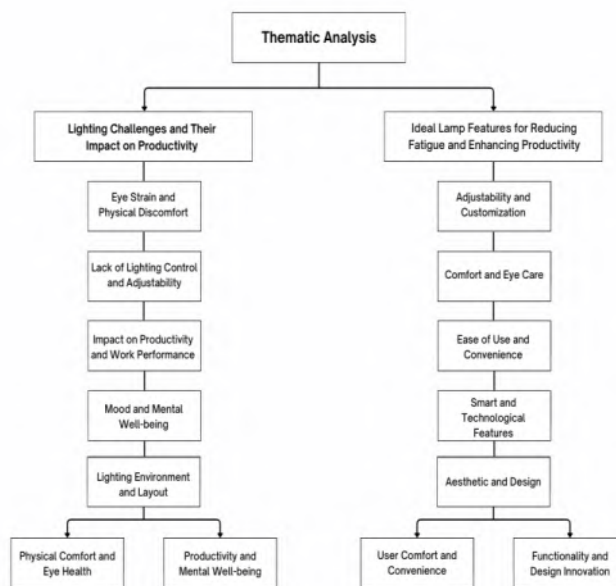 Thematic Analysis
Lighting Challenges and Their
Impact on Productivity
Ideal Lamp Features for Reducing
Fatigue and Enhancing Productivity
Eye Strain and
Physical Discomfort
Adjustability and
Customization
Lack of Lighting Control
and Adjustability
Comfort and Eye Care
Impact on Productivity
and Work Performance
Ease of Use and
Convenience
Mood and Mental
Well-being
Smart and
Technological
Features
Lighting Environment
and Layout
Aesthetic and Design
Physical Comfort and
Eye Health
Productivity and
Mental Well-being
User Comfort and
Convenience
Functionality and
Design Innovation